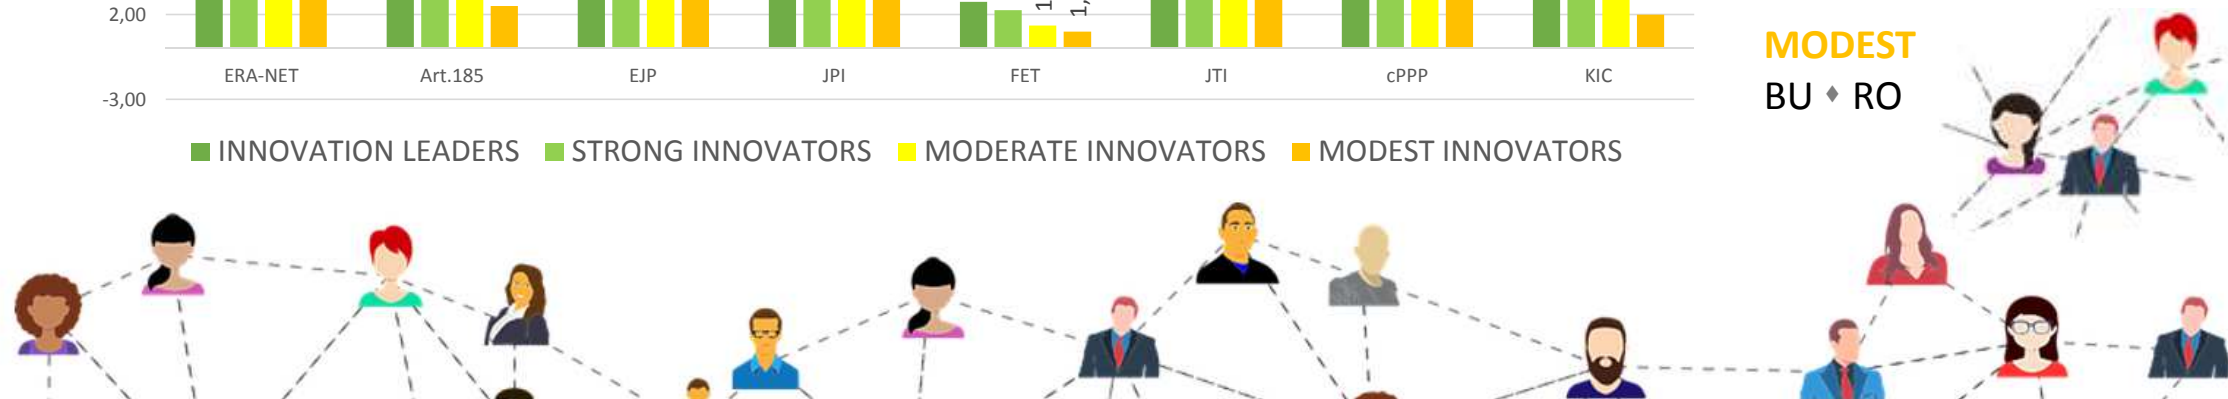 2,00
ERA-NET Art.185 EJP JPI FET JTI cPPP KIC
-3,00
INNOVATION LEADERS STRONG INNOVATORS MODERATE INNOVATORS MODEST INNOVATORS
MODEST
BU ♦ RO